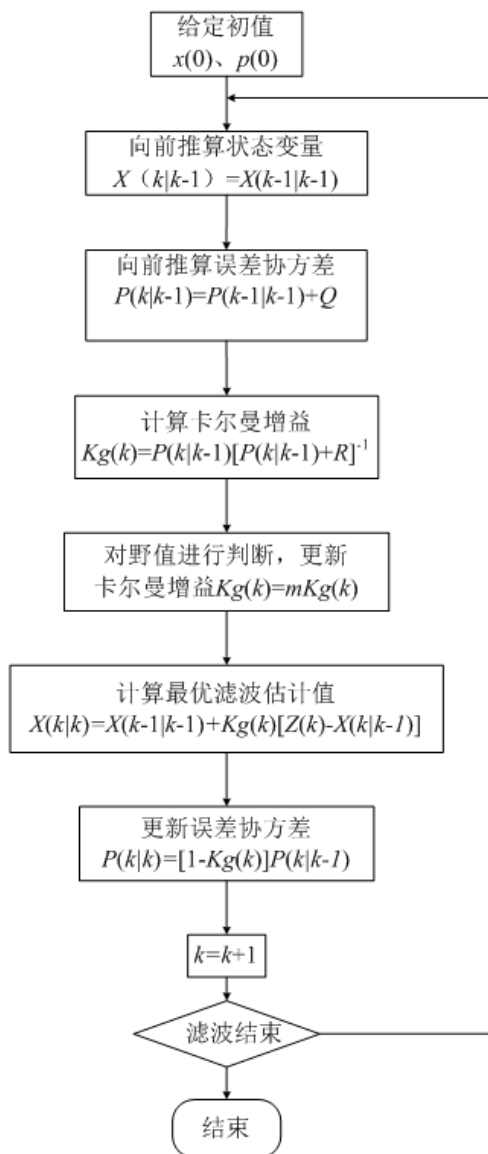 给定初值
x(0)、p(0)
向前推算状态变量
X（k|k-1）=X(k-1|k-1)
向前推算误差协方差
P(k|k-1)=P(k-1|k-1)+Q
计算卡尔曼增益
Kg(k)=P(k|k-1)[P(k|k-1)+R]⁻¹
对野值进行判断，更新
卡尔曼增益Kg(k)=mKg(k)
计算最优滤波估计值
X(k|k)=X(k-1|k-1)+Kg(k)[Z(k)-X(k|k-1)]
更新误差协方差
P(k|k)=[1-Kg(k)]P(k|k-1)
k=k+1
滤波结束
结束